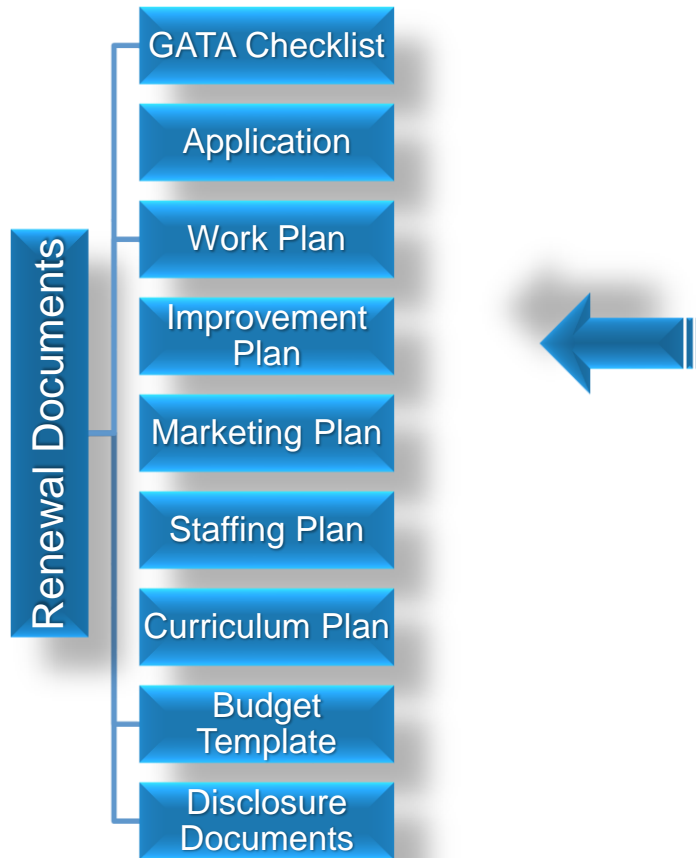 Renewal Documents
GATA Checklist
Application
Work Plan
Improvement
Plan
Marketing Plan
Staffing Plan
Curriculum Plan
Budget
Template
Disclosure
Documents